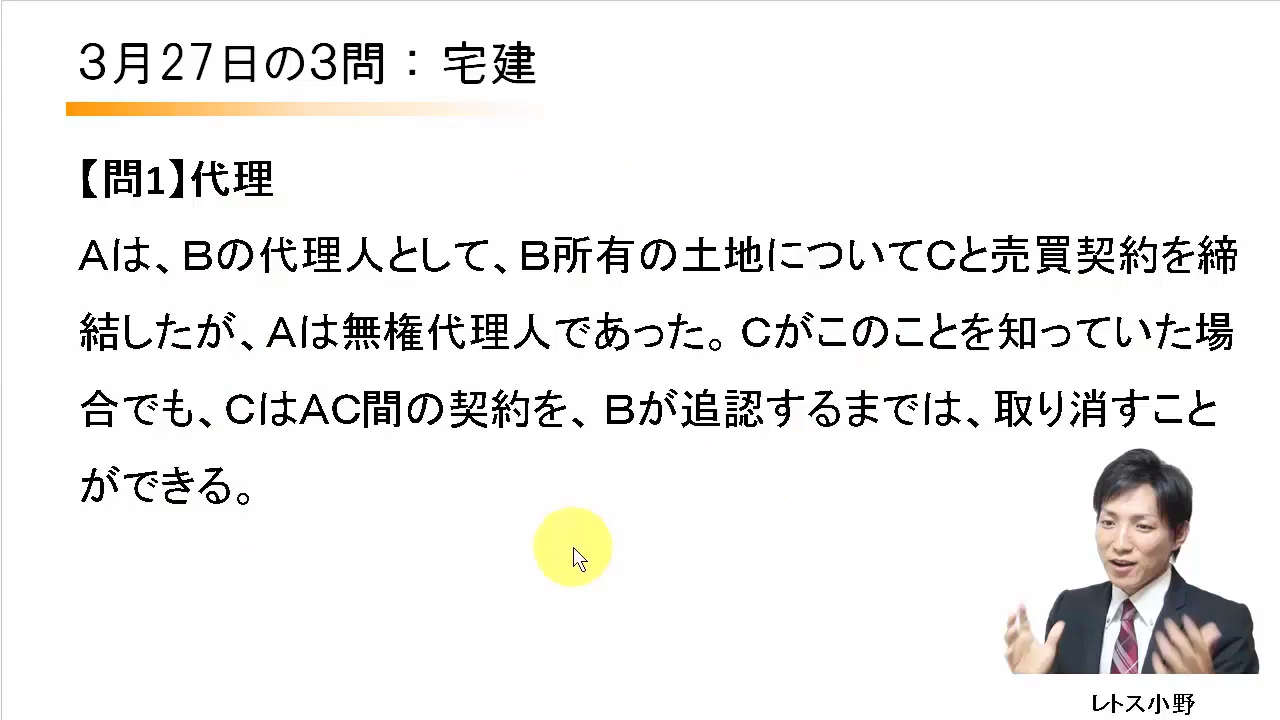 ３月27日の３問：宅建
【問1】代理
Ａは、Ｂの代理人として、Ｂ所有の土地についてＣと売買契約を締
結したが、Ａは無権代理人であった。Ｃがこのことを知っていた場
合でも、ＣはＡＣ間の契約を、Ｂが追認するまでは、取り消すこと
ができる。
レトス小野